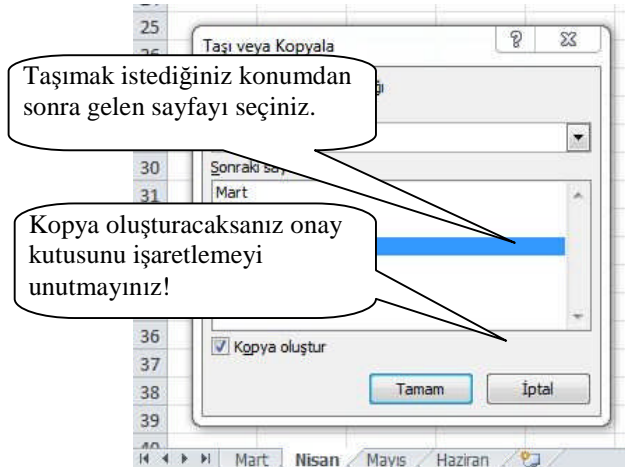 25
Taşı veya Kopyala
Taşımak istediğiniz konumdan
sonra gelen sayfayı seçiniz.
30
Sonraki
31
Mart
Kopya oluşturacaksanız onay
kutusunu işaretlemeyi
unutmayınız!
36
Kopya oluştur
37
38
Tamam İptal
39
Mart Nisan Mayıs Haziran